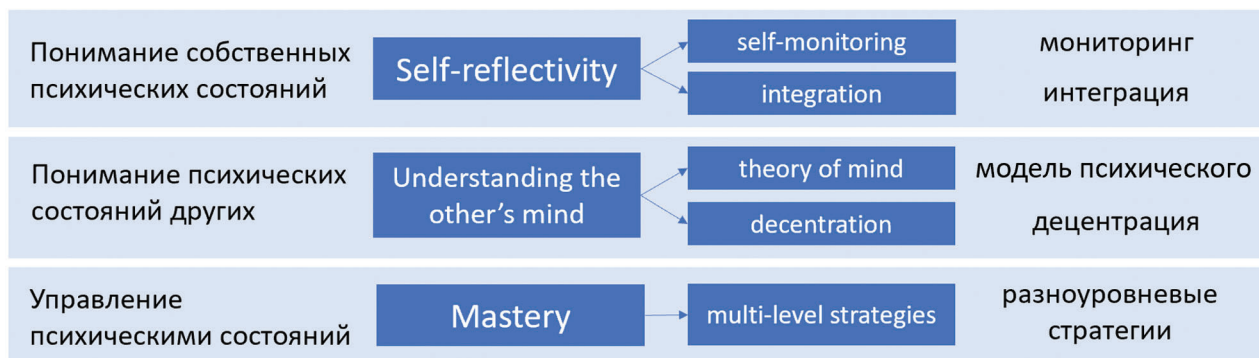 Понимание собственных
психических состояний
Self-reflectivity
self-monitoring
мониторинг
integration
интеграция
Понимание психических
состояний других
Understanding the
other's mind
theory of mind
модель психического
decentration
децентрация
Управление
психическими состояний
Mastery
multi-level strategies
разноуровневые
стратегии